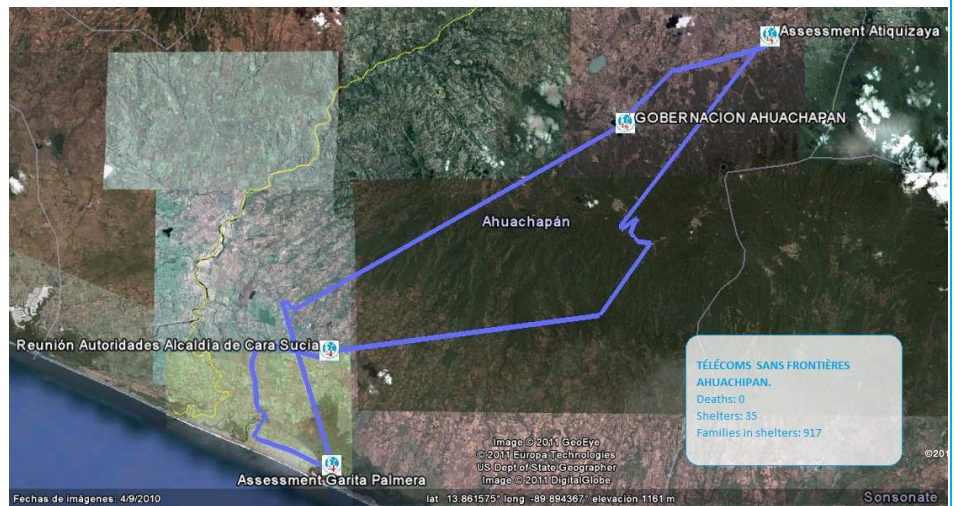 Assessment Atiquizaya
GOBERNACION AHUACHAPAN
Ahuachapán
Reunión Autoridades Alcaldía de Cara Sucia
TÉLÉCOMS SANS FRONTIÈRES
AHUACHIPAN.
Deaths: 0
Shelters: 35
Families in shelters: 917
Assessment Garita Palmera
Image © 2011 GeoEye
© 2011 Europa Technologies
US Dept of State Geographer
Image © 2011 DigitalGlobe
©201
Fechas de imágenes: 4/9/2010
lat 13.861575° long -89.894367° elevación 1161 m
Sonsonate